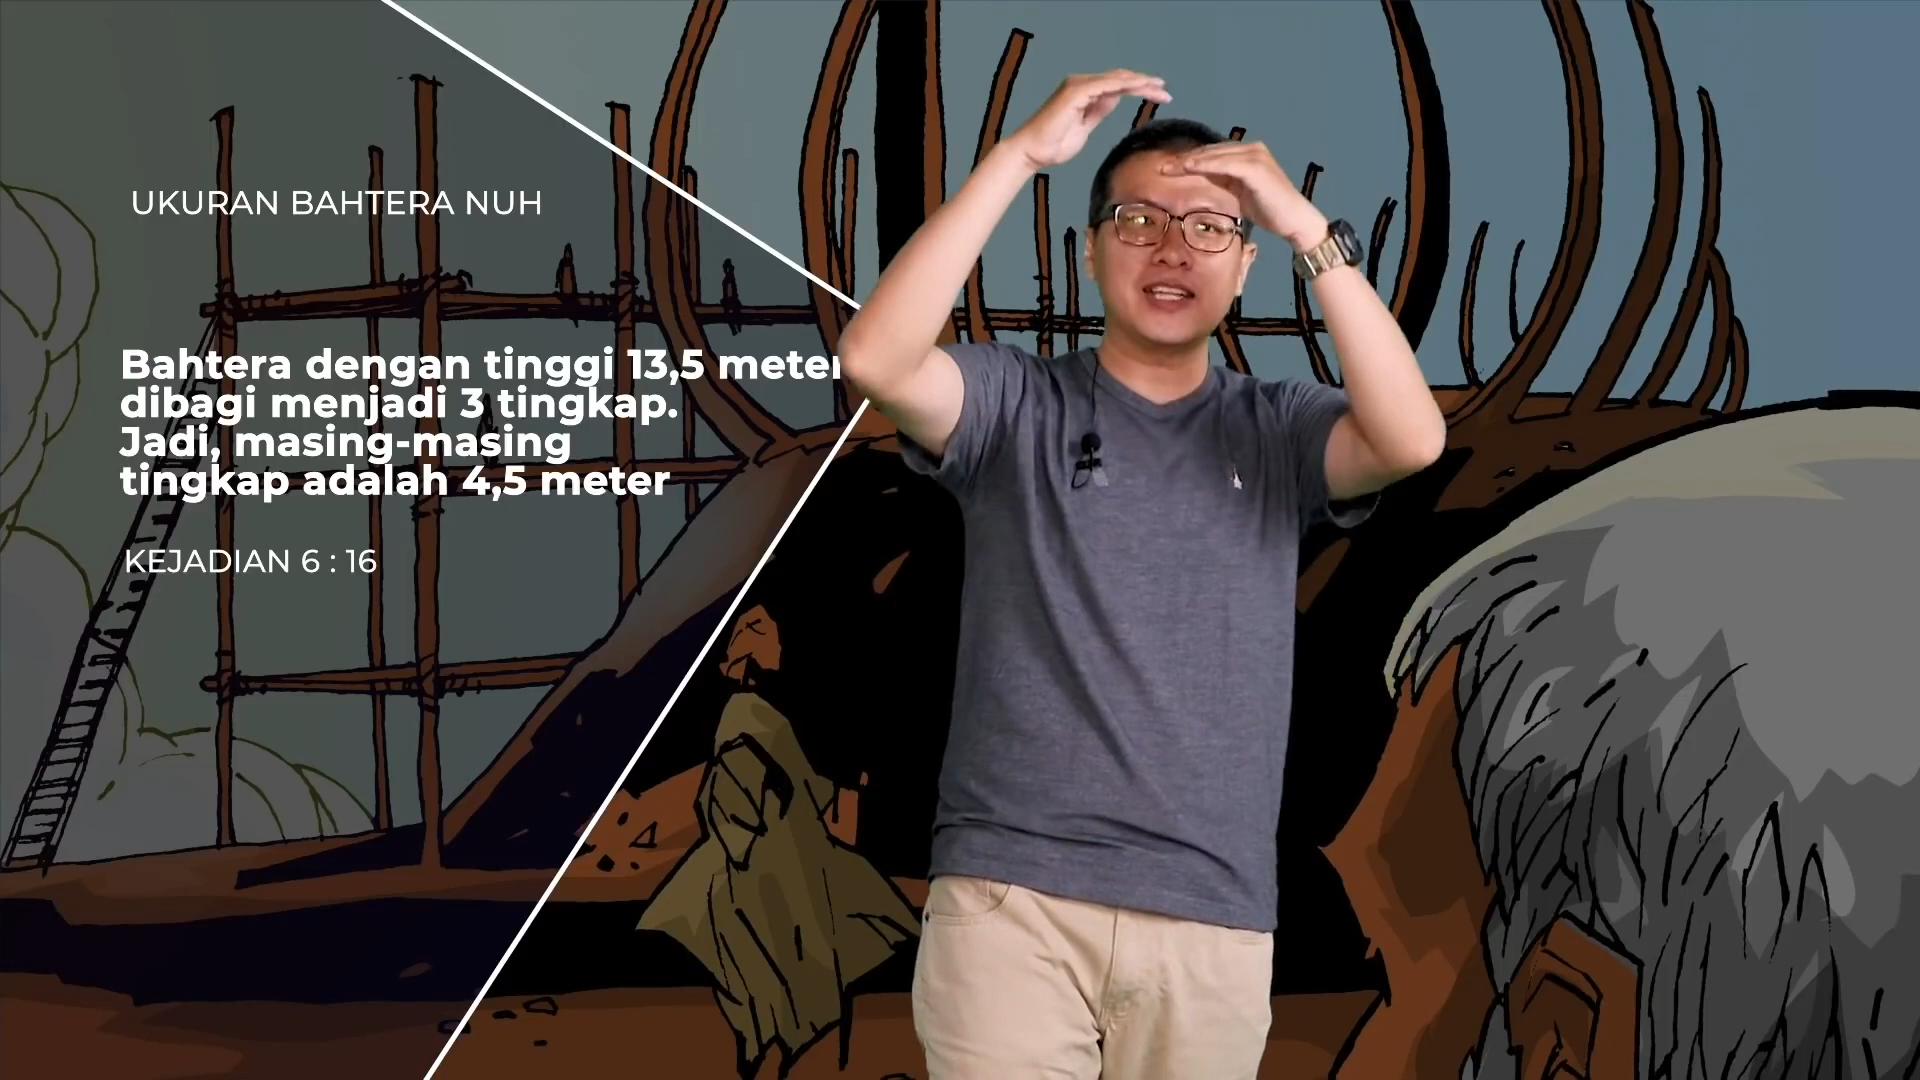 UKURAN BAHTERA NUH
Bahtera dengan tinggi 13,5 meter
dibagi menjadi 3 tingkap.
Jadi, masing-masing
tingkap adalah 4,5 meter
KEJADIAN 6 : 16